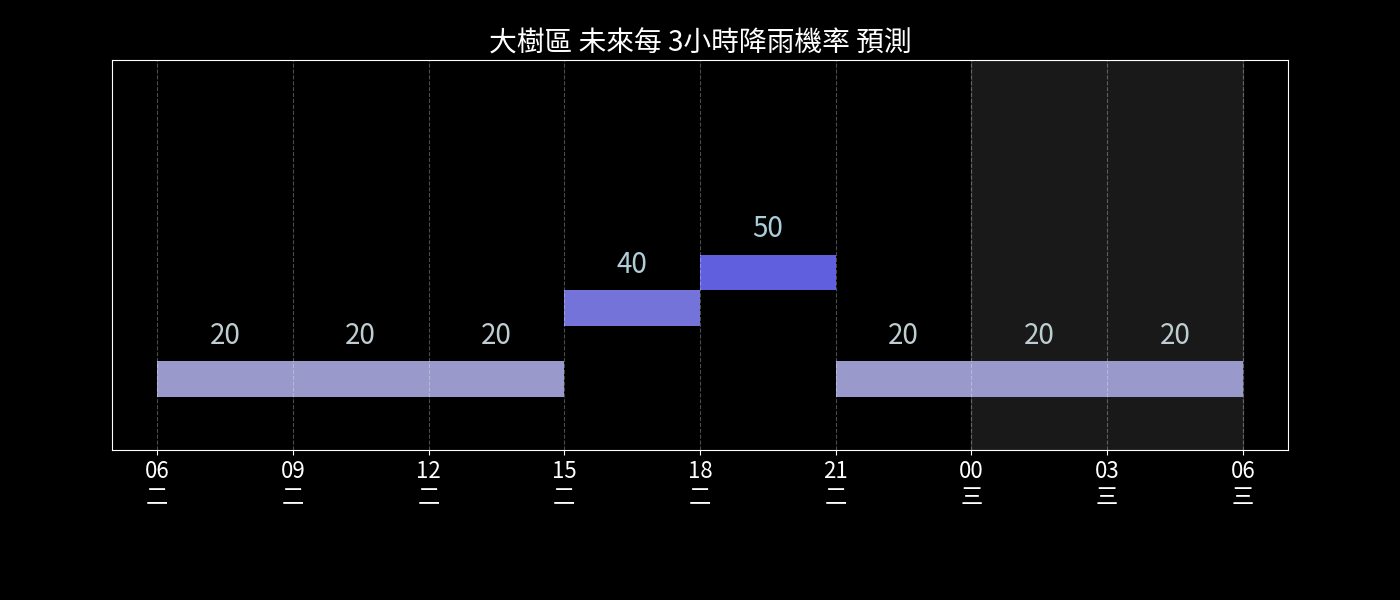 大樹區 未來每 3小時降雨機率 預測
50
40
20 20 20 20 20 20
06 09 12 15 18 21 00 03 06
二 二 二 二 二 二 三 三 三